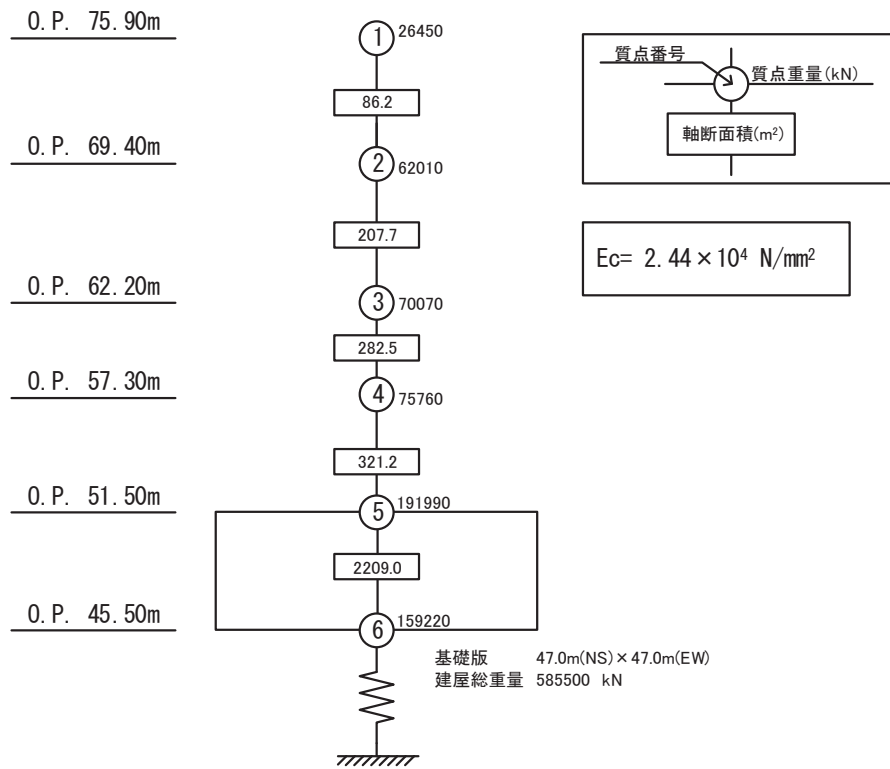 O.P. 75.90m
1
26450
86.2
O.P. 69.40m
2
62010
207.7
O.P. 62.20m
3
70070
282.5
O.P. 57.30m
4
75760
321.2
O.P. 51.50m
5
191990
2209.0
O.P. 45.50m
6
159220
基礎版 47.0m(NS)×47.0m(EW)
建屋総重量 585500 kN
質点番号
質点重量(kN)
軸断面積(m²)
Ec= 2.44×10⁴ N/mm²